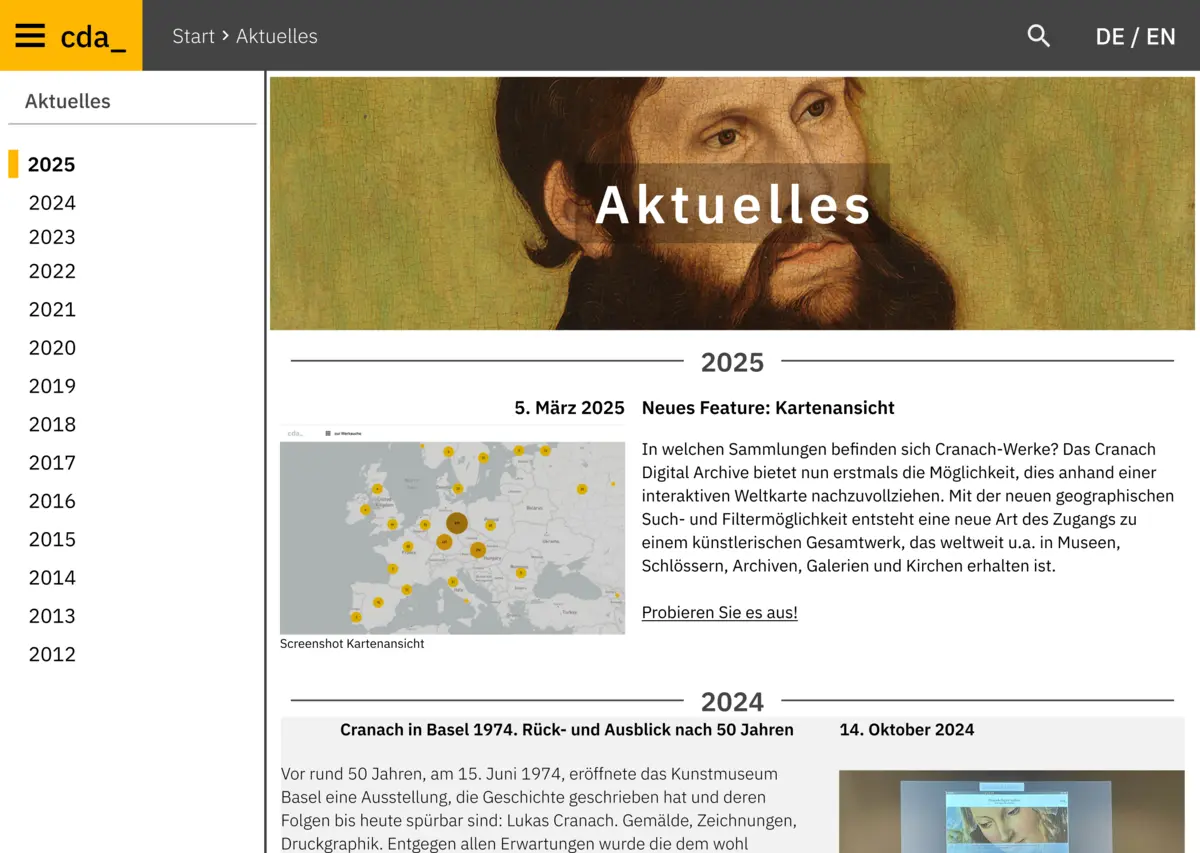 cda_
Start › Aktuelles
DE / EN
Aktuelles
2025
2024
2023
2022
2021
2020
2019
2018
2017
2016
2015
2014
2013
2012
Aktuelles
2025
5. März 2025
cda_
zur Werksuche
Screenshot Kartenansicht
Neues Feature: Kartenansicht
In welchen Sammlungen befinden sich Cranach-Werke? Das Cranach
Digital Archive bietet nun erstmals die Möglichkeit, dies anhand einer
interaktiven Weltkarte nachzuvollziehen. Mit der neuen geographischen
Such- und Filtermöglichkeit entsteht eine neue Art des Zugangs zu
einem künstlerischen Gesamtwerk, das weltweit u.a. in Museen,
Schlössern, Archiven, Galerien und Kirchen erhalten ist.
Probieren Sie es aus!
2024
Cranach in Basel 1974. Rück- und Ausblick nach 50 Jahren
14. Oktober 2024
Vor rund 50 Jahren, am 15. Juni 1974, eröffnete das Kunstmuseum
Basel eine Ausstellung, die Geschichte geschrieben hat und deren
Folgen bis heute spürbar sind: Lukas Cranach. Gemälde, Zeichnungen,
Druckgraphik. Entgegen allen Erwartungen wurde die dem wohl